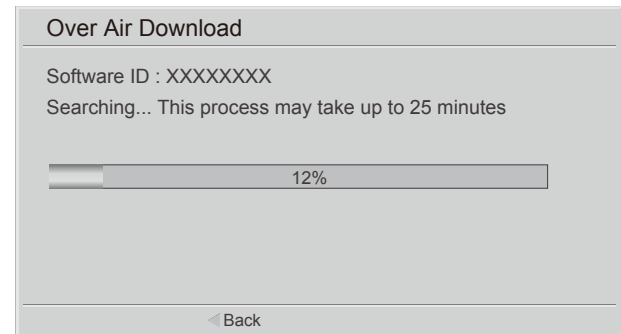 Over Air Download
Software ID : XXXXXXXX
Searching... This process may take up to 25 minutes
12%
Back